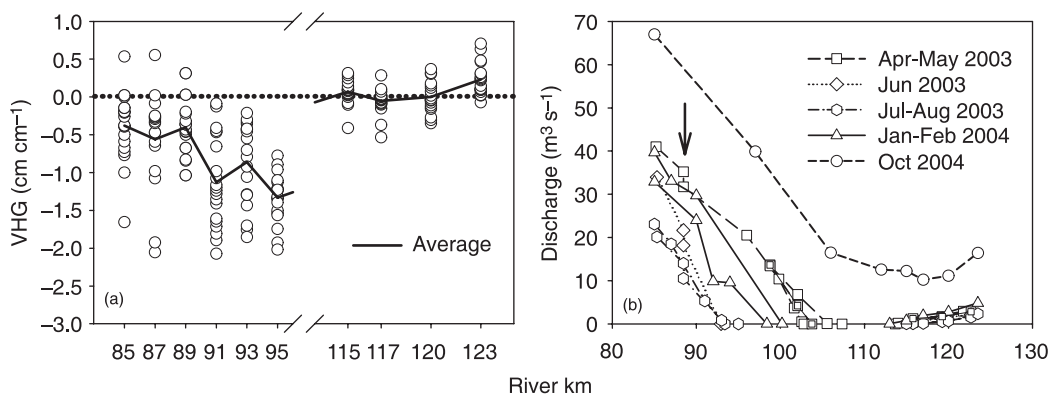 1.0
0.5
0.0
−0.5
−1.0
−1.5
−2.0
−2.5
−3.0
VHG (cm cm⁻¹)
(a)
Average
85 87 89 91 93 95 115 117 120 123
70
60
50
40
30
20
10
0
Discharge (m³ s⁻¹)
(b)
Apr-May 2003
Jun 2003
Jul-Aug 2003
Jan-Feb 2004
Oct 2004
80 90 100 110 120 130
River km